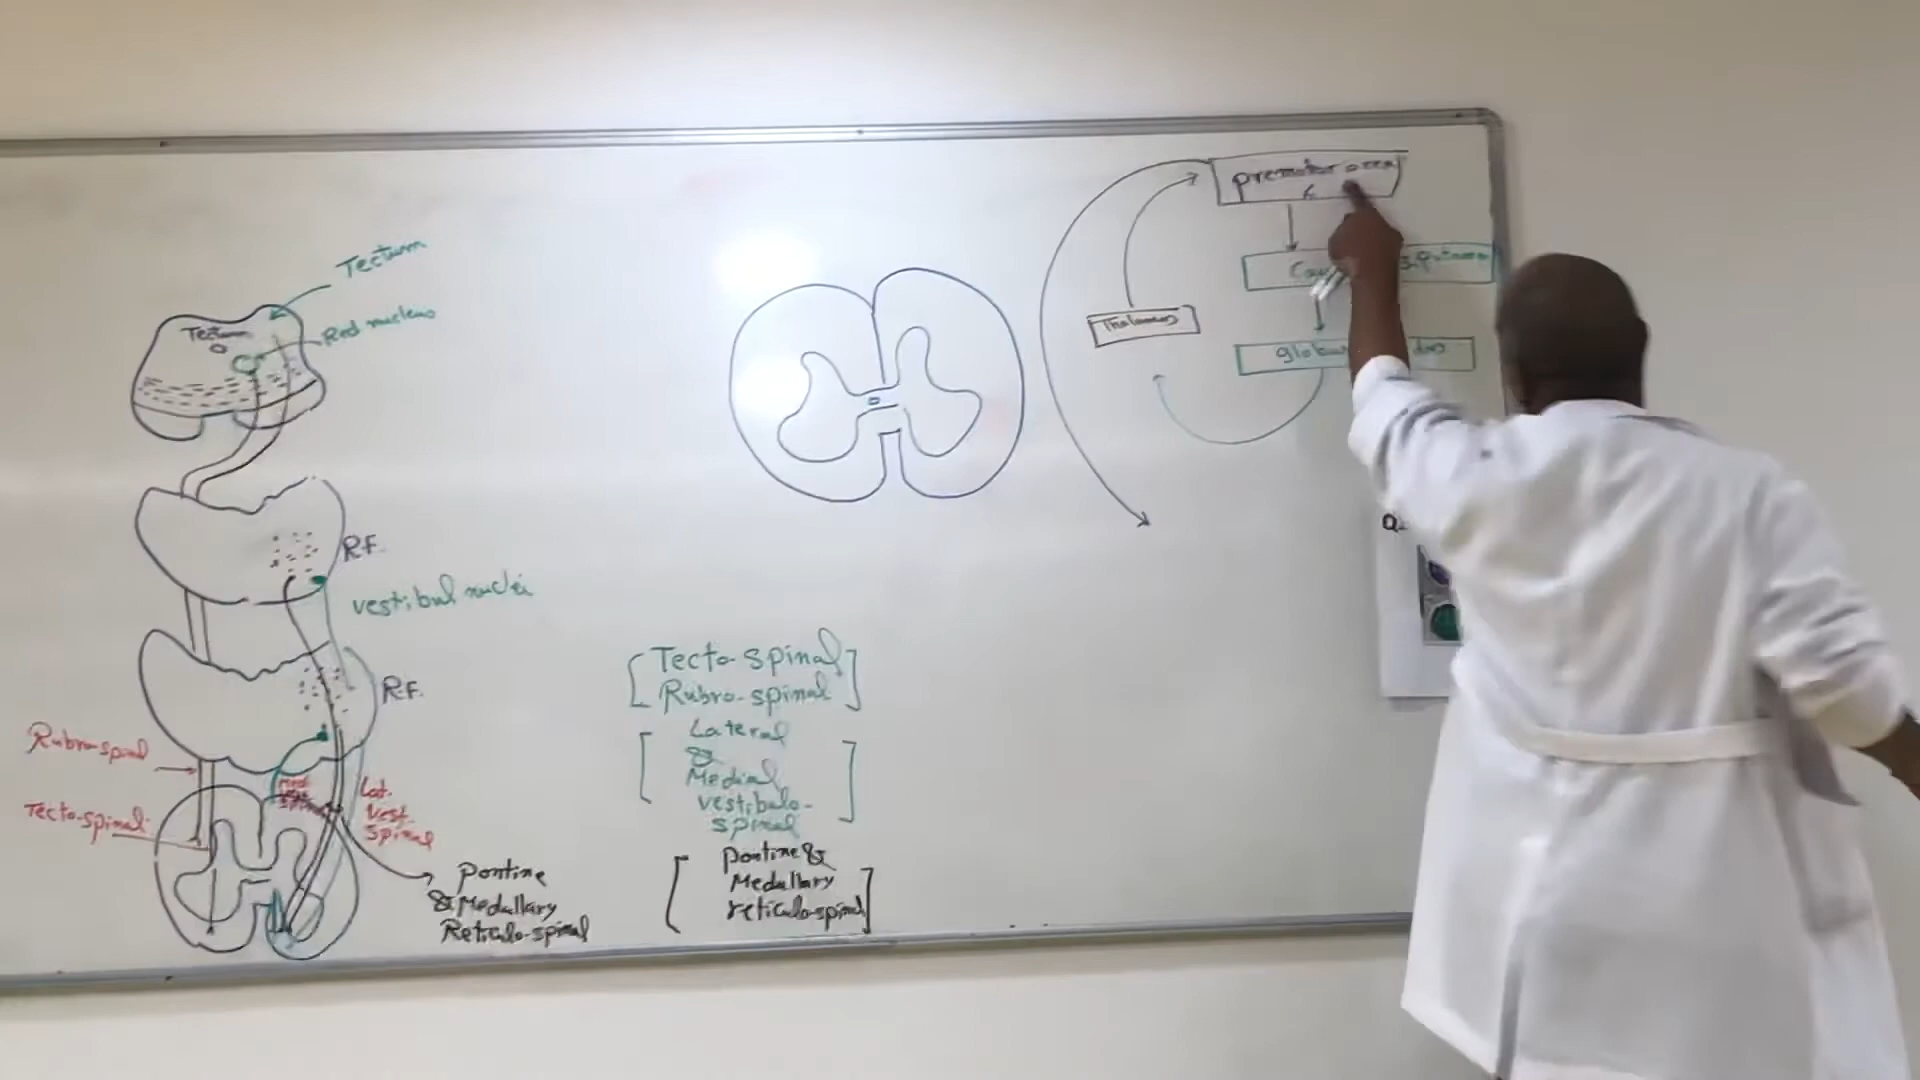 Tectum
Tectum
Red nucleus
R.F.
vestibul nuclei
R.F.
Rubro-spinal
Tecto-spinal
Lat.
Vest.
Spinal
Pontine
& Medullary
Reticulo-spinal
Tecto-spinal
Rubro-spinal
Lateral
&
Medial
vestibulo-
spinal
pontine &
Medullary
reticulo-spinal
premotor area
Thalamus
globus